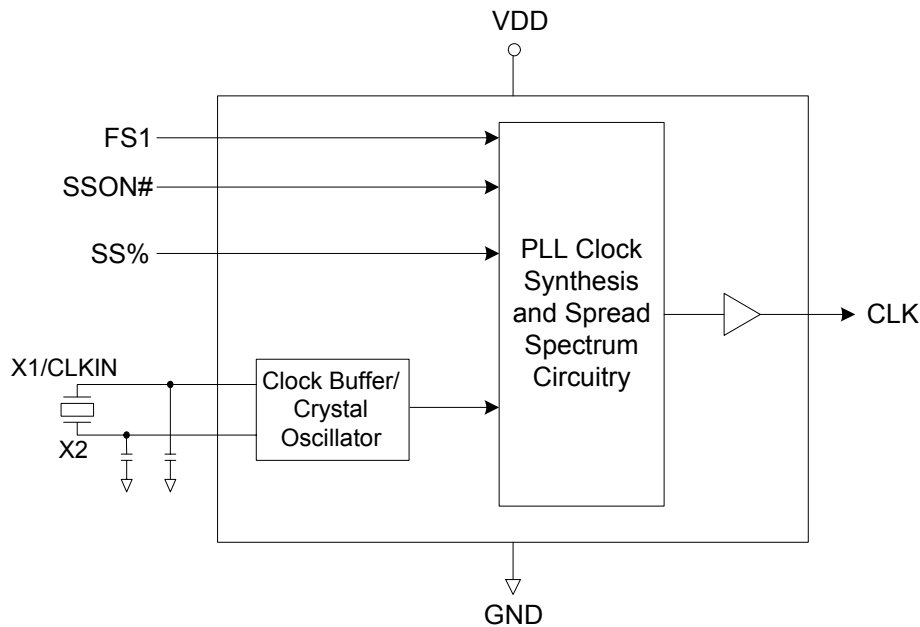 VDD
FS1
SSON#
SS%
PLL Clock
Synthesis
and Spread
Spectrum
Circuitry
CLK
X1/CLKIN
X2
Clock Buffer/
Crystal
Oscillator
GND